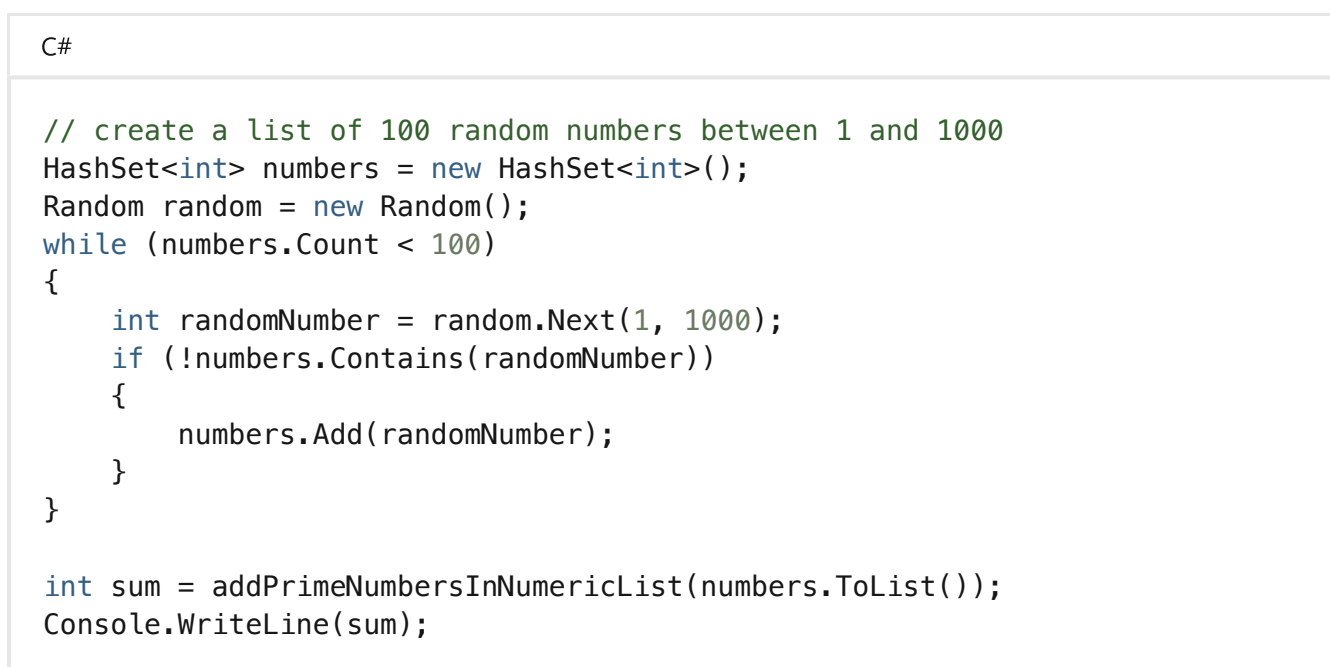 C#
// create a list of 100 random numbers between 1 and 1000
HashSet<int> numbers = new HashSet<int>();
Random random = new Random();
while (numbers.Count < 100)
{
    int randomNumber = random.Next(1, 1000);
    if (!numbers.Contains(randomNumber))
    {
        numbers.Add(randomNumber);
    }
}

int sum = addPrimeNumbersInNumericList(numbers.ToList());
Console.WriteLine(sum);